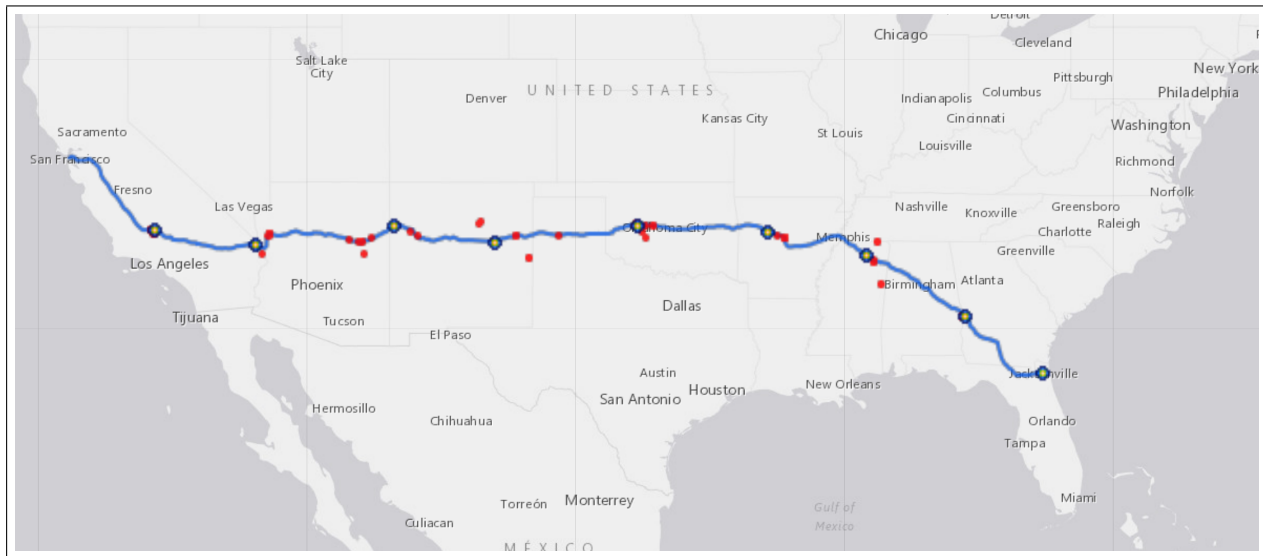 Detroit
Chicago
Cleveland
Salt Lake
City
New York
Pittsburgh
Denver
UNITED STATES
Columbus
Philadelphia
Indianapolis
Kansas City
Cincinnati
Washington
Sacramento
St Louis
Louisville
San Francisco
Richmond
Fresno
Norfolk
Las Vegas
Nashville
Knoxville
Greensboro
Raleigh
Oklahoma City
Charlotte
Memphis
Greenville
Los Angeles
Birmingham
Atlanta
Phoenix
Dallas
Tijuana
Tucson
El Paso
Austin
Jacksonville
New Orleans
Houston
San Antonio
Hermosillo
Chihuahua
Orlando
Tampa
Miami
Torreón
Monterrey
Gulf of
Mexico
Culiacan
MÉXICO